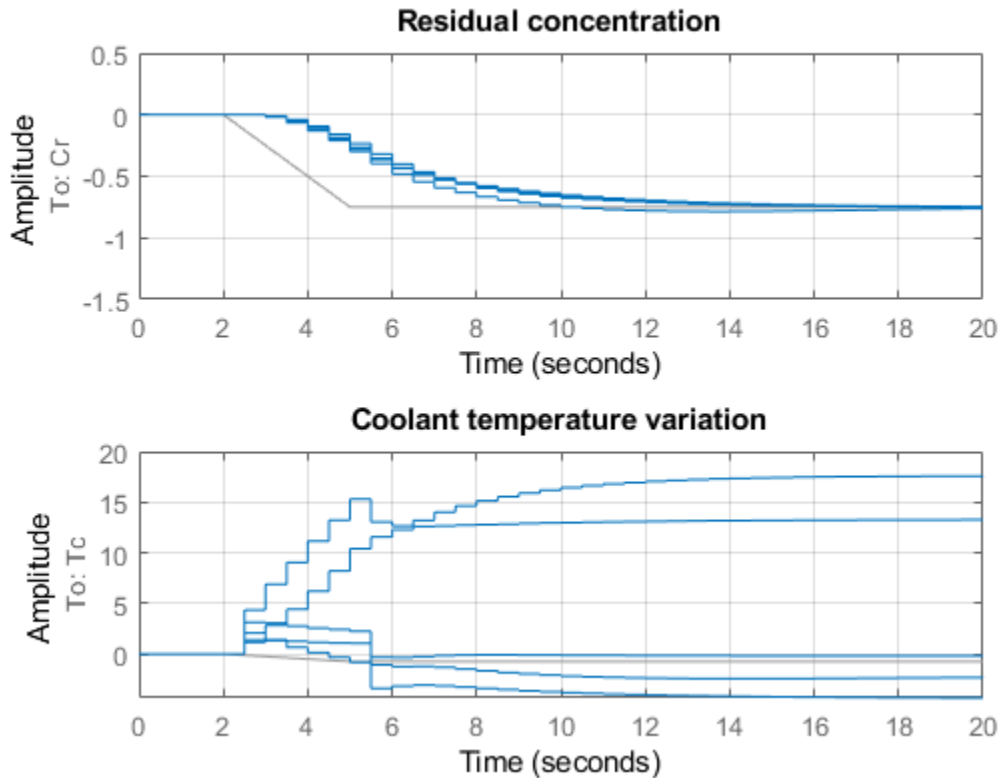 Residual concentration
Amplitude
To: Cr
0.5
0
-0.5
-1
-1.5
0 2 4 6 8 10 12 14 16 18 20
Time (seconds)
Coolant temperature variation
Amplitude
To: Tc
20
15
10
5
0
0 2 4 6 8 10 12 14 16 18 20
Time (seconds)